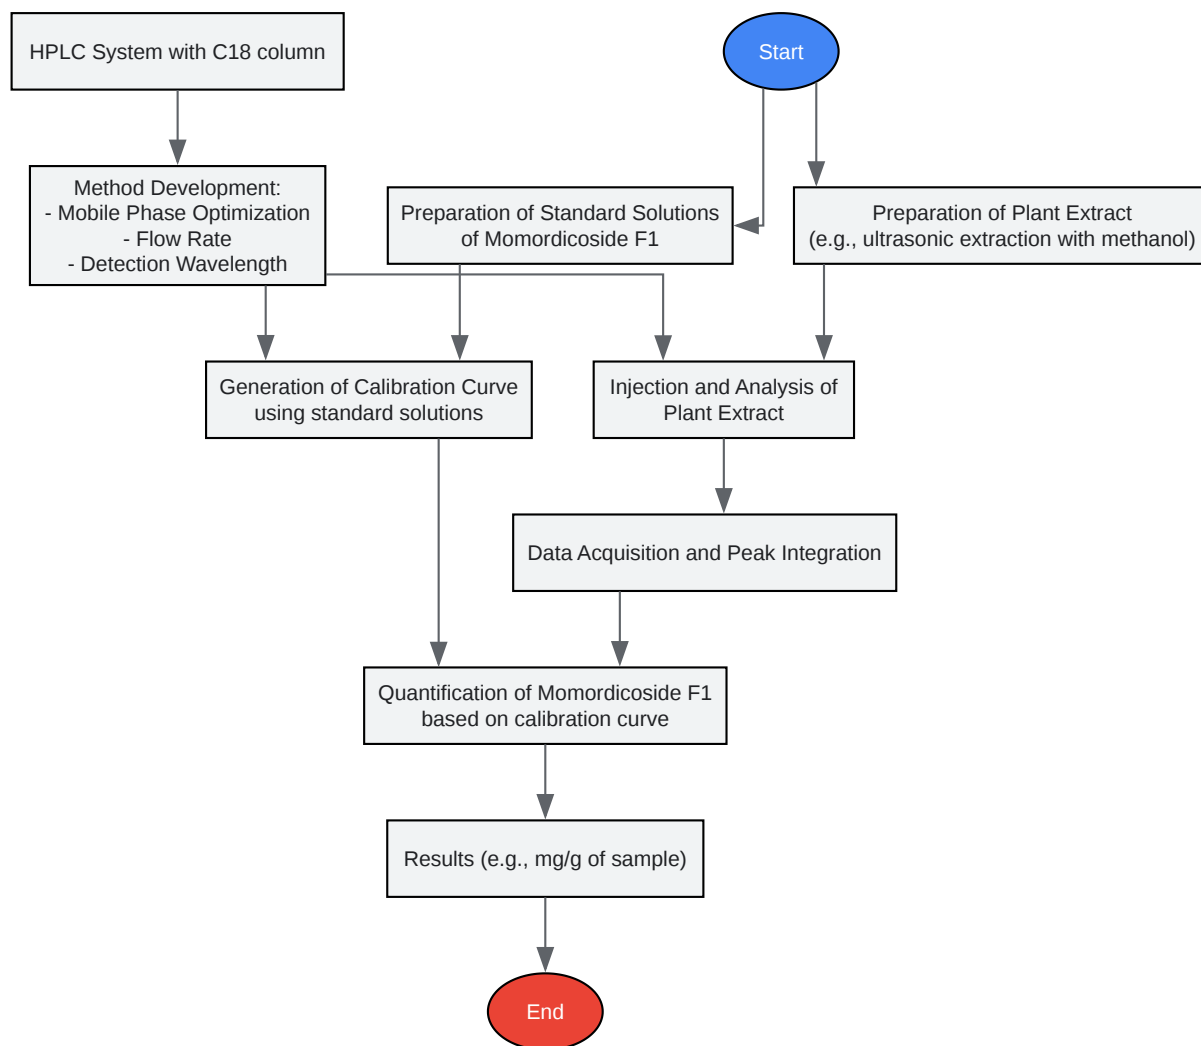 HPLC System with C18 column
Start
Method Development:
- Mobile Phase Optimization
- Flow Rate
- Detection Wavelength
Preparation of Standard Solutions
of Momordicoside F1
Preparation of Plant Extract
(e.g., ultrasonic extraction with methanol)
Generation of Calibration Curve
using standard solutions
Injection and Analysis of
Plant Extract
Data Acquisition and Peak Integration
Quantification of Momordicoside F1
based on calibration curve
Results (e.g., mg/g of sample)
End